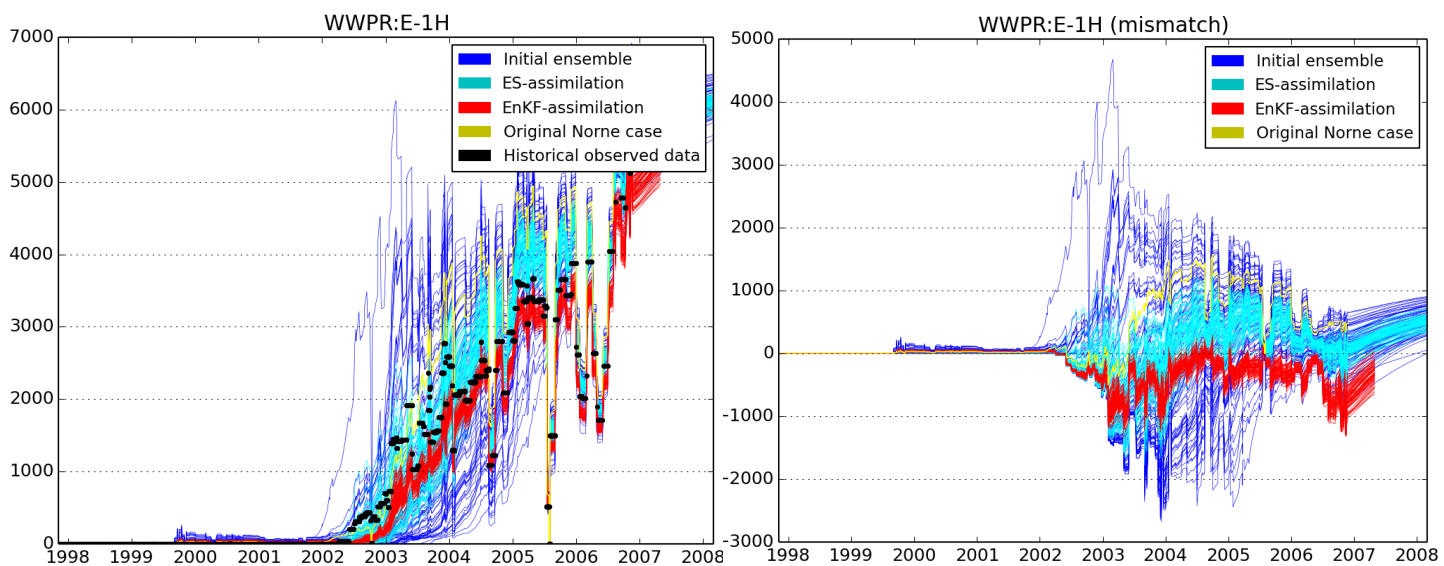 WWPR:E-1H
7000
6000
5000
4000
3000
2000
1000
0
1998 1999 2000 2001 2002 2003 2004 2005 2006 2007 2008
Initial ensemble
ES-assimilation
EnKF-assimilation
Original Norne case
Historical observed data
WWPR:E-1H (mismatch)
5000
4000
3000
2000
1000
0
-1000
-2000
-3000
1998 1999 2000 2001 2002 2003 2004 2005 2006 2007 2008
Initial ensemble
ES-assimilation
EnKF-assimilation
Original Norne case